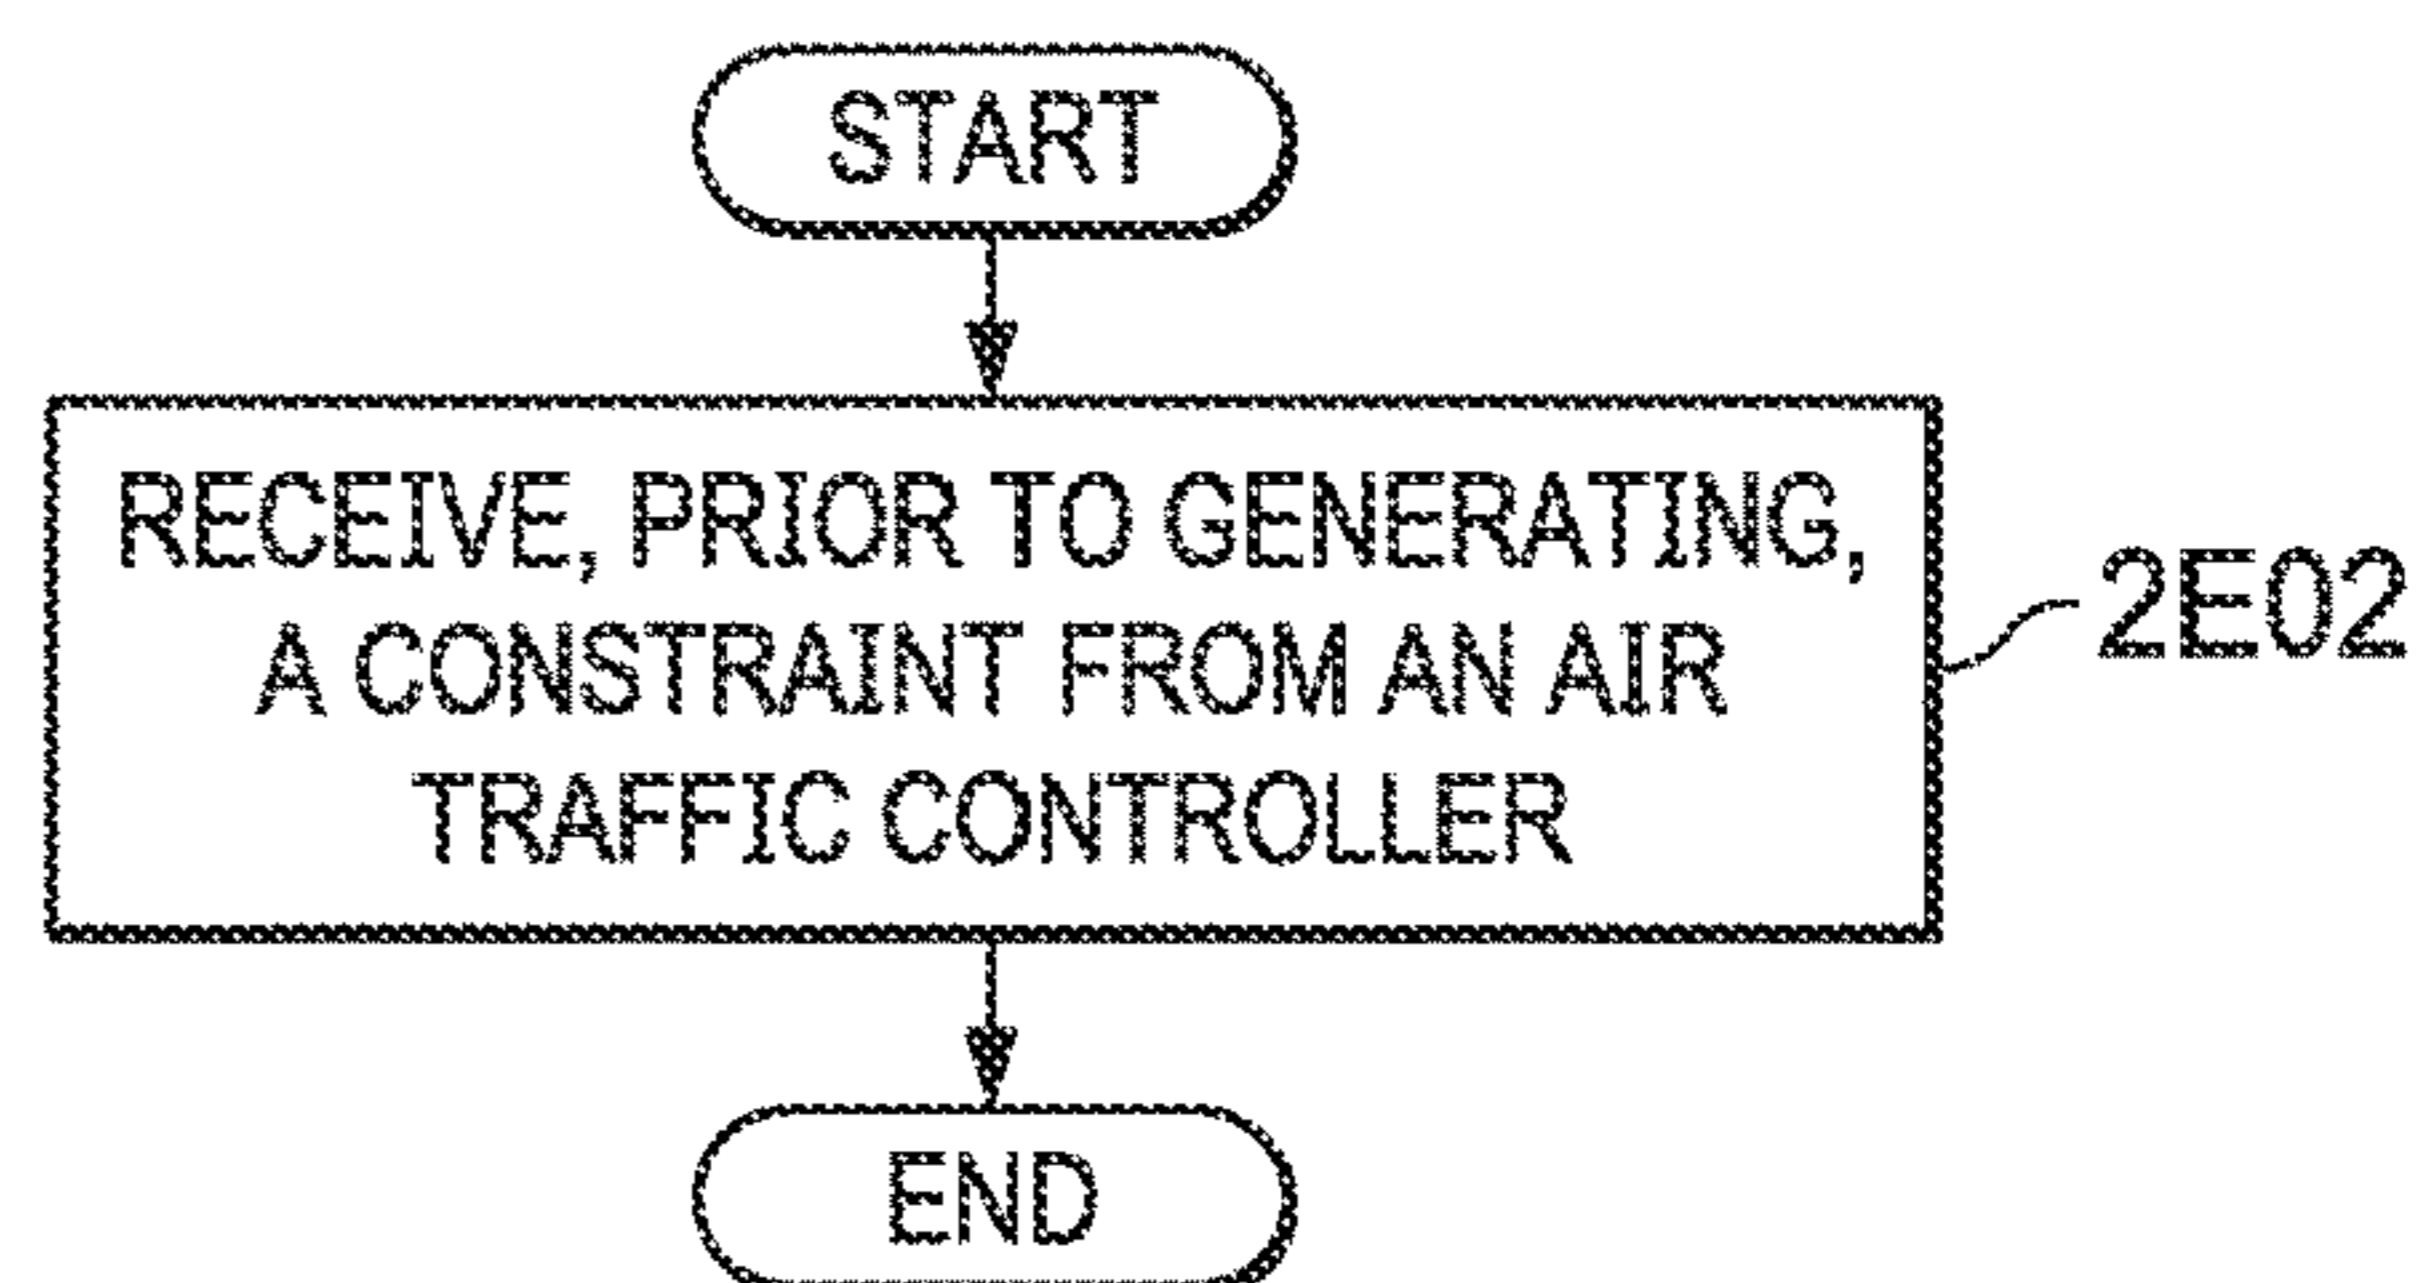 START
RECEIVE, PRIOR TO GENERATING,
A CONSTRAINT FROM AN AIR
TRAFFIC CONTROLLER
2E02
END